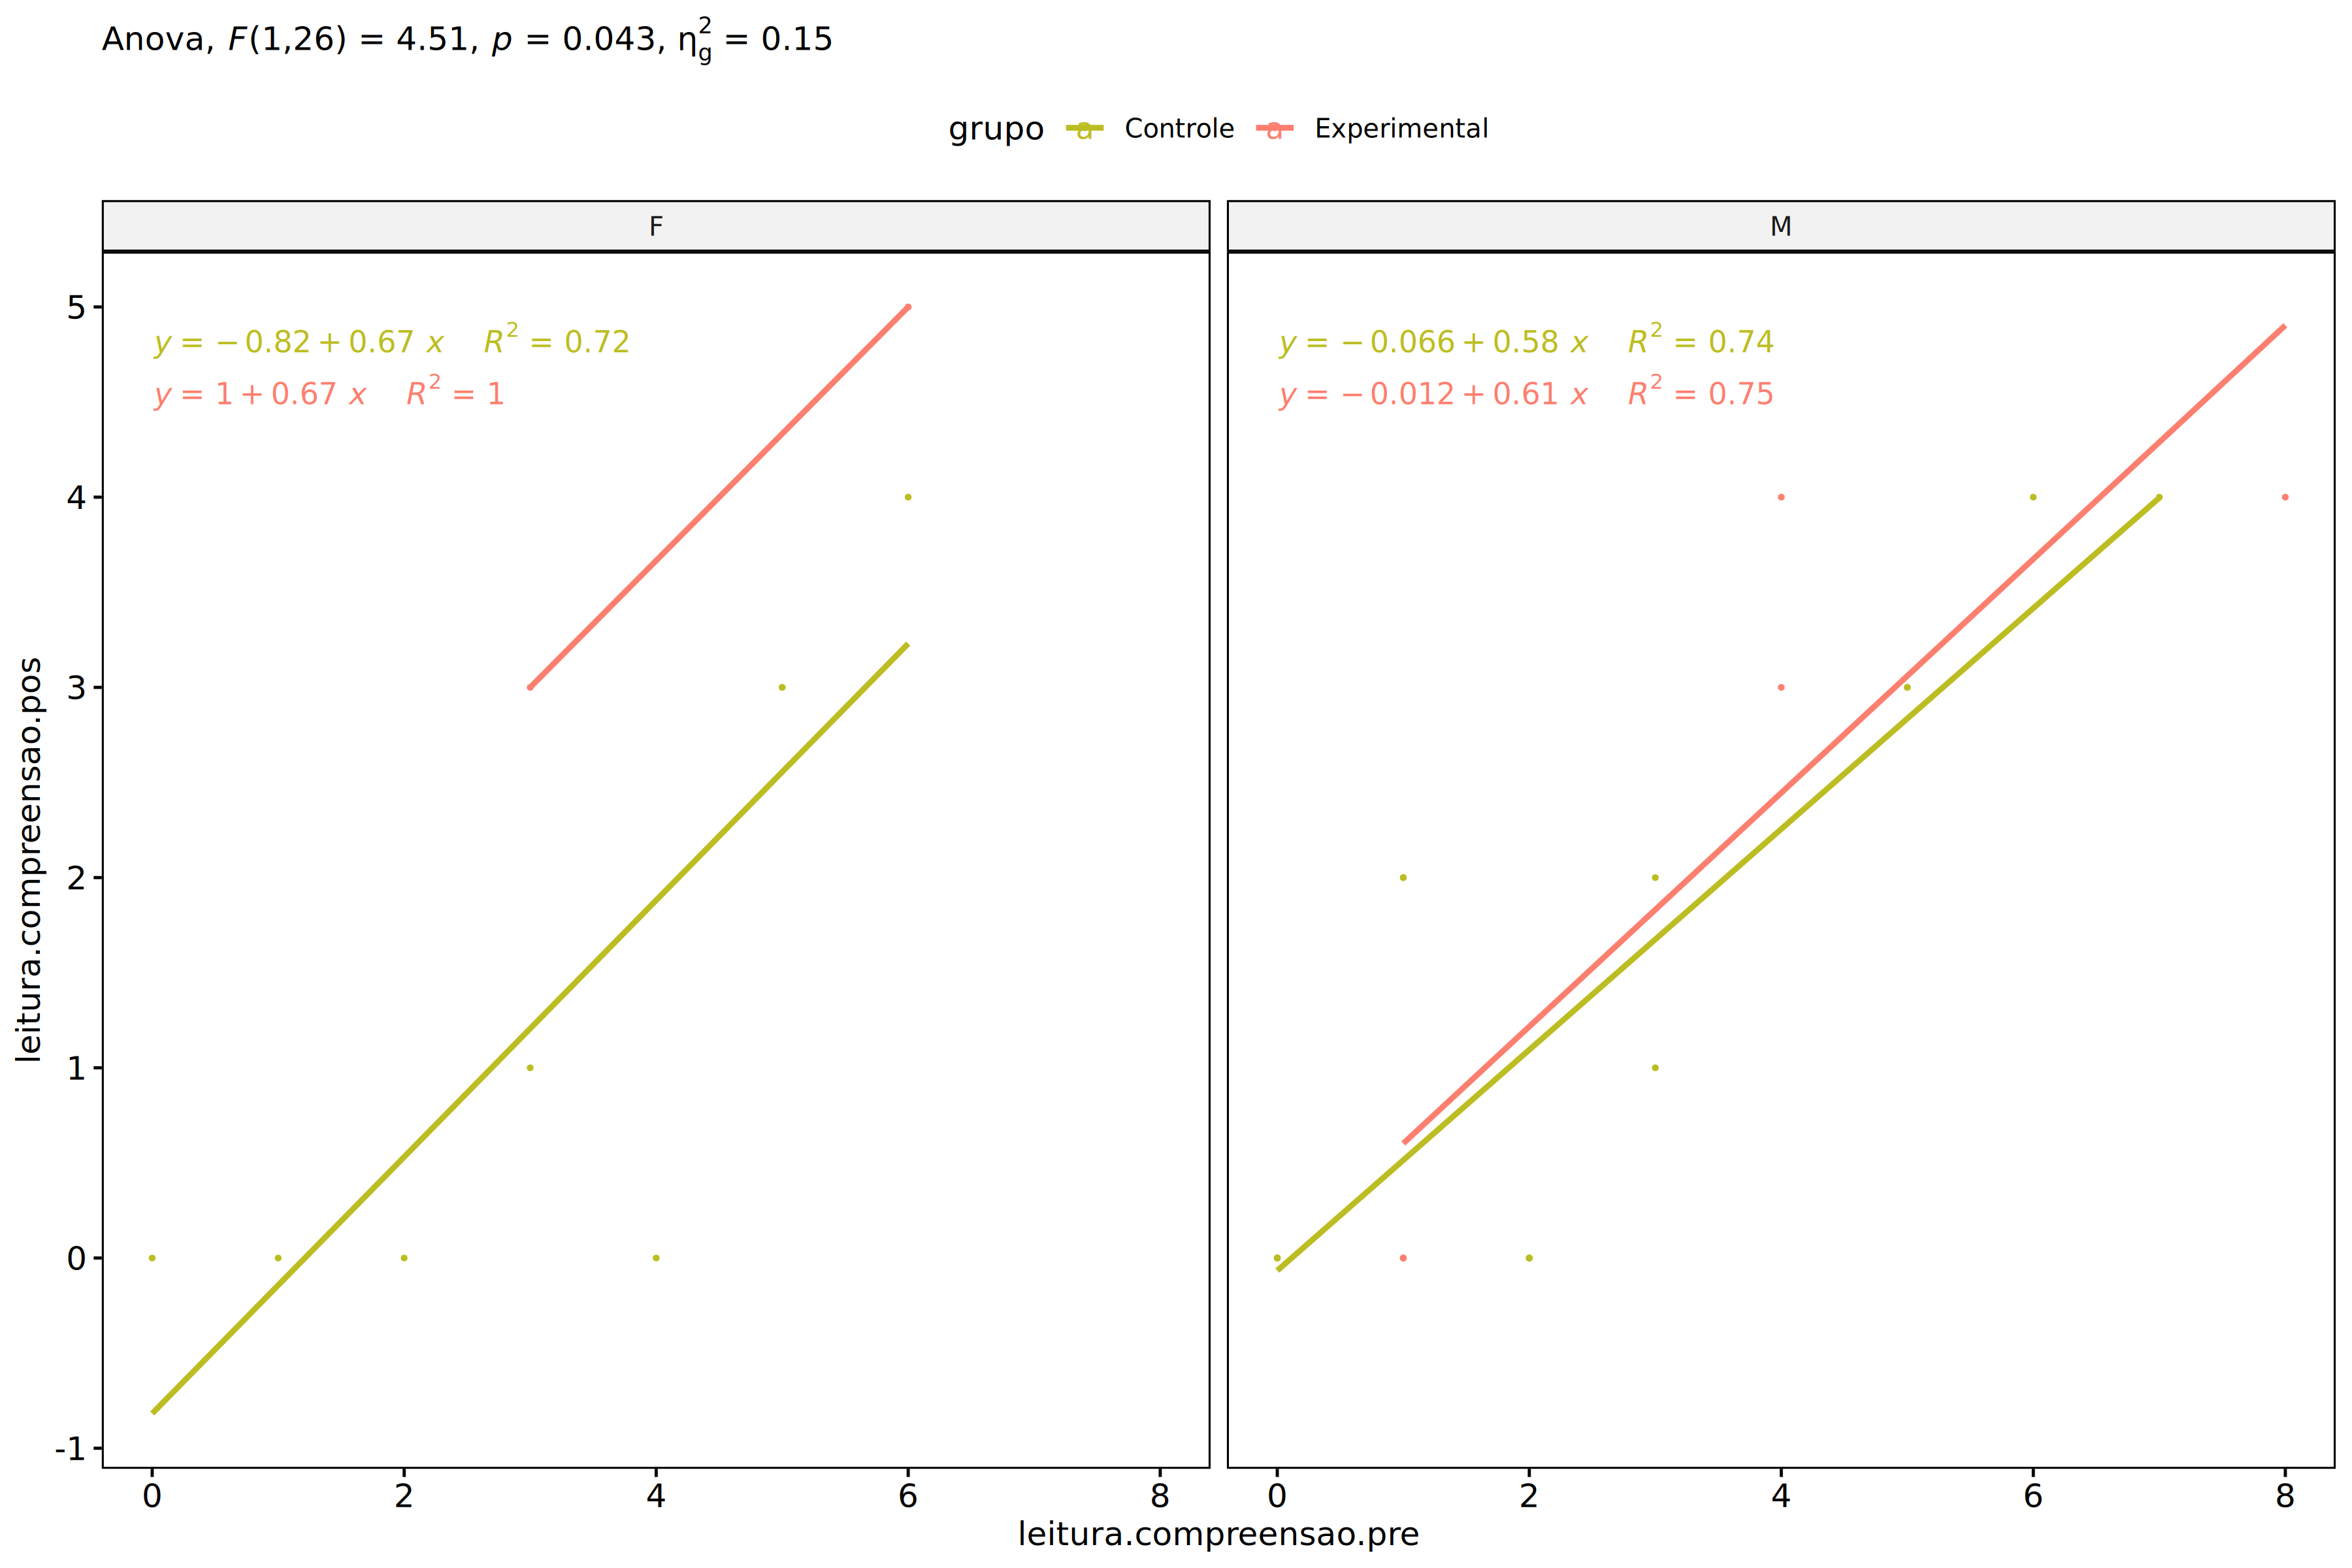 Anova, F(1,26) = 4.51, p = 0.043, η²g = 0.15
grupo a Controle a Experimental
F
M
y = −0.82 + 0.67 x R² = 0.72
y = 1 + 0.67 x R² = 1
y = −0.066 + 0.58 x R² = 0.74
y = −0.012 + 0.61 x R² = 0.75
5
4
3
2
1
0
-1
leitura.compreensao.pos
0 2 4 6 8
0 2 4 6 8
leitura.compreensao.pre